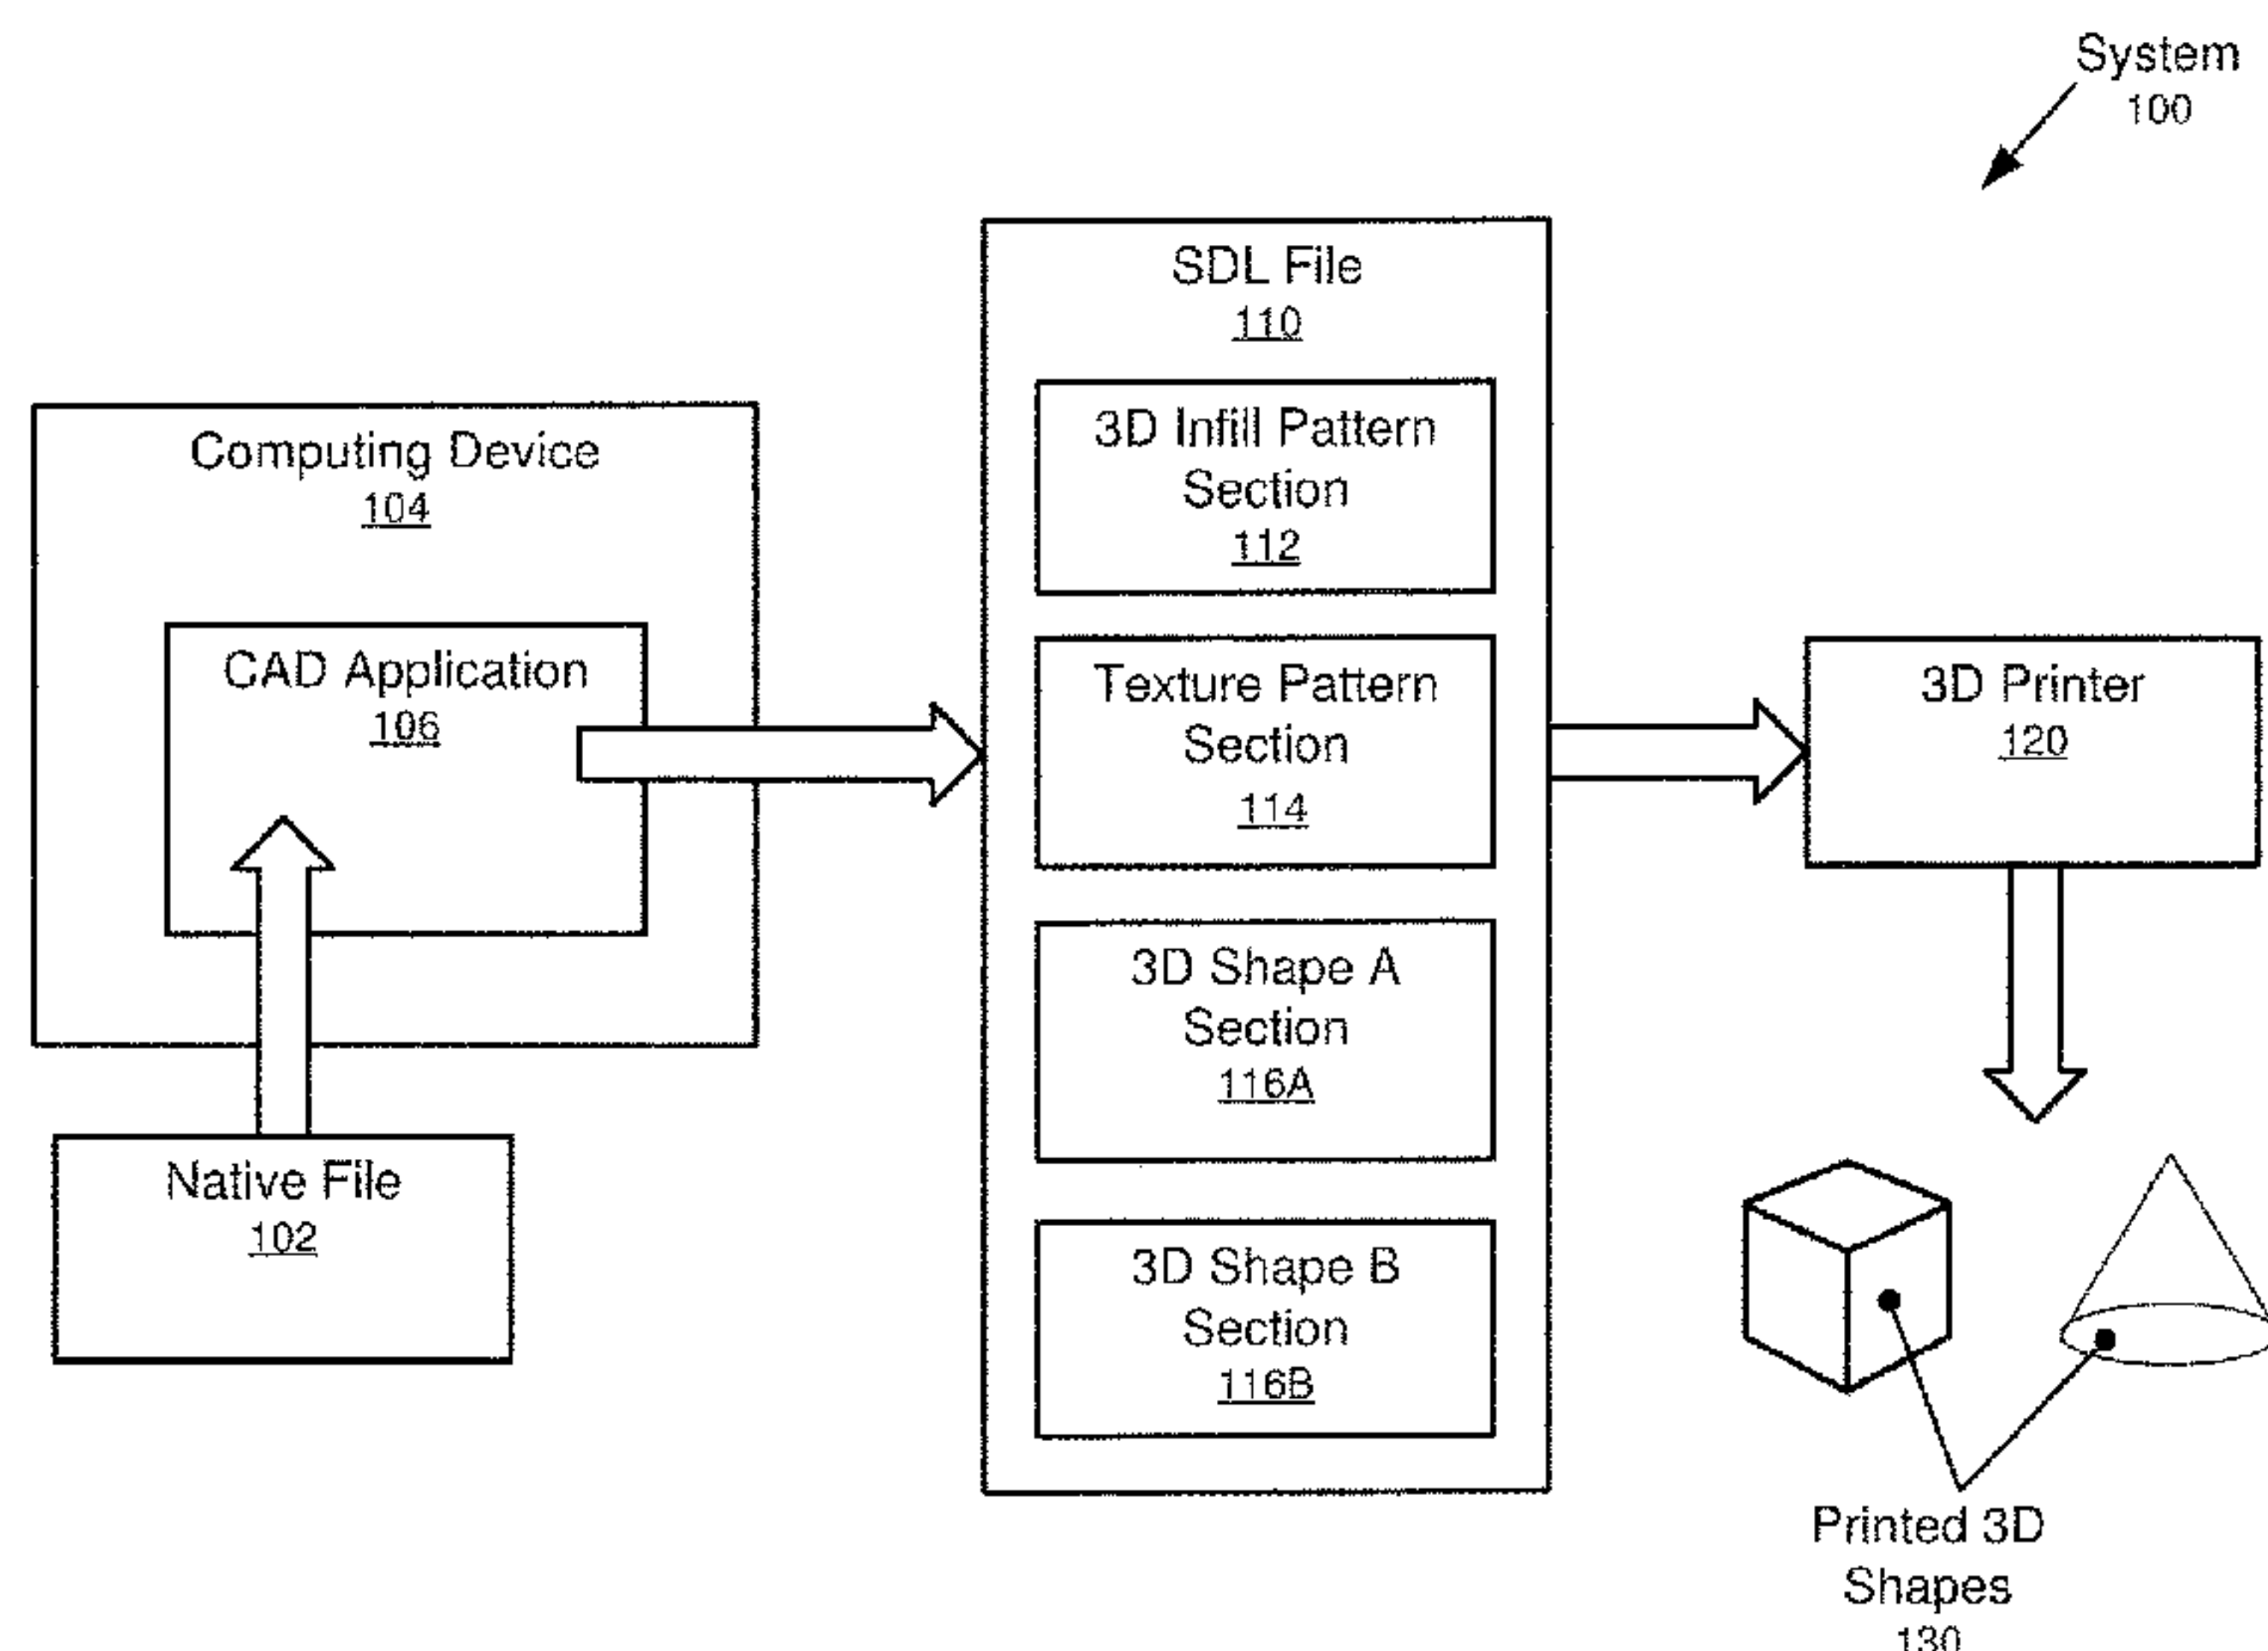 System
100
SDL File
110
3D Infill Pattern
Section
112
Computing Device
104
CAD Application
106
Texture Pattern
Section
114
3D Printer
120
3D Shape A
Section
116A
Native File
102
3D Shape B
Section
116B
Printed 3D
Shapes
130